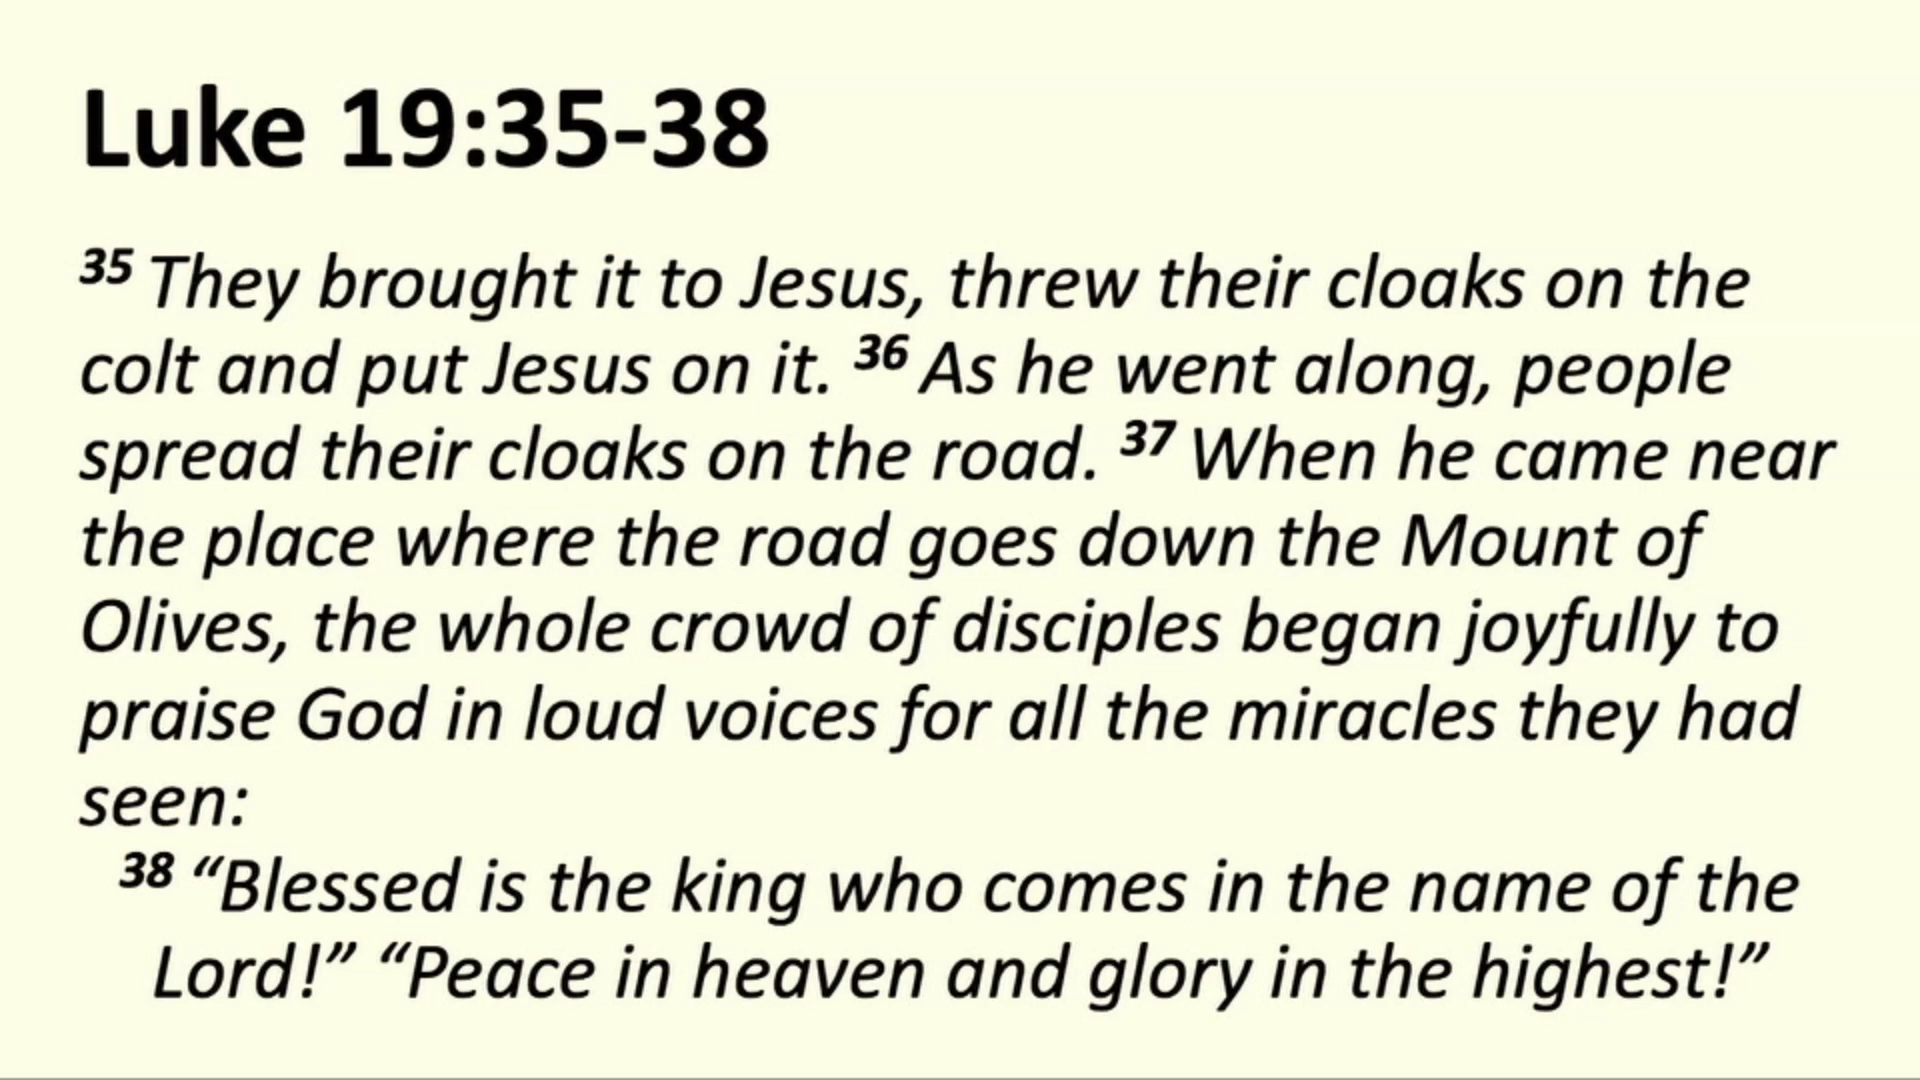 Luke 19:35-38
35 They brought it to Jesus, threw their cloaks on the
colt and put Jesus on it. 36 As he went along, people
spread their cloaks on the road. 37 When he came near
the place where the road goes down the Mount of
Olives, the whole crowd of disciples began joyfully to
praise God in loud voices for all the miracles they had
seen:
38 “Blessed is the king who comes in the name of the
Lord!” “Peace in heaven and glory in the highest!”